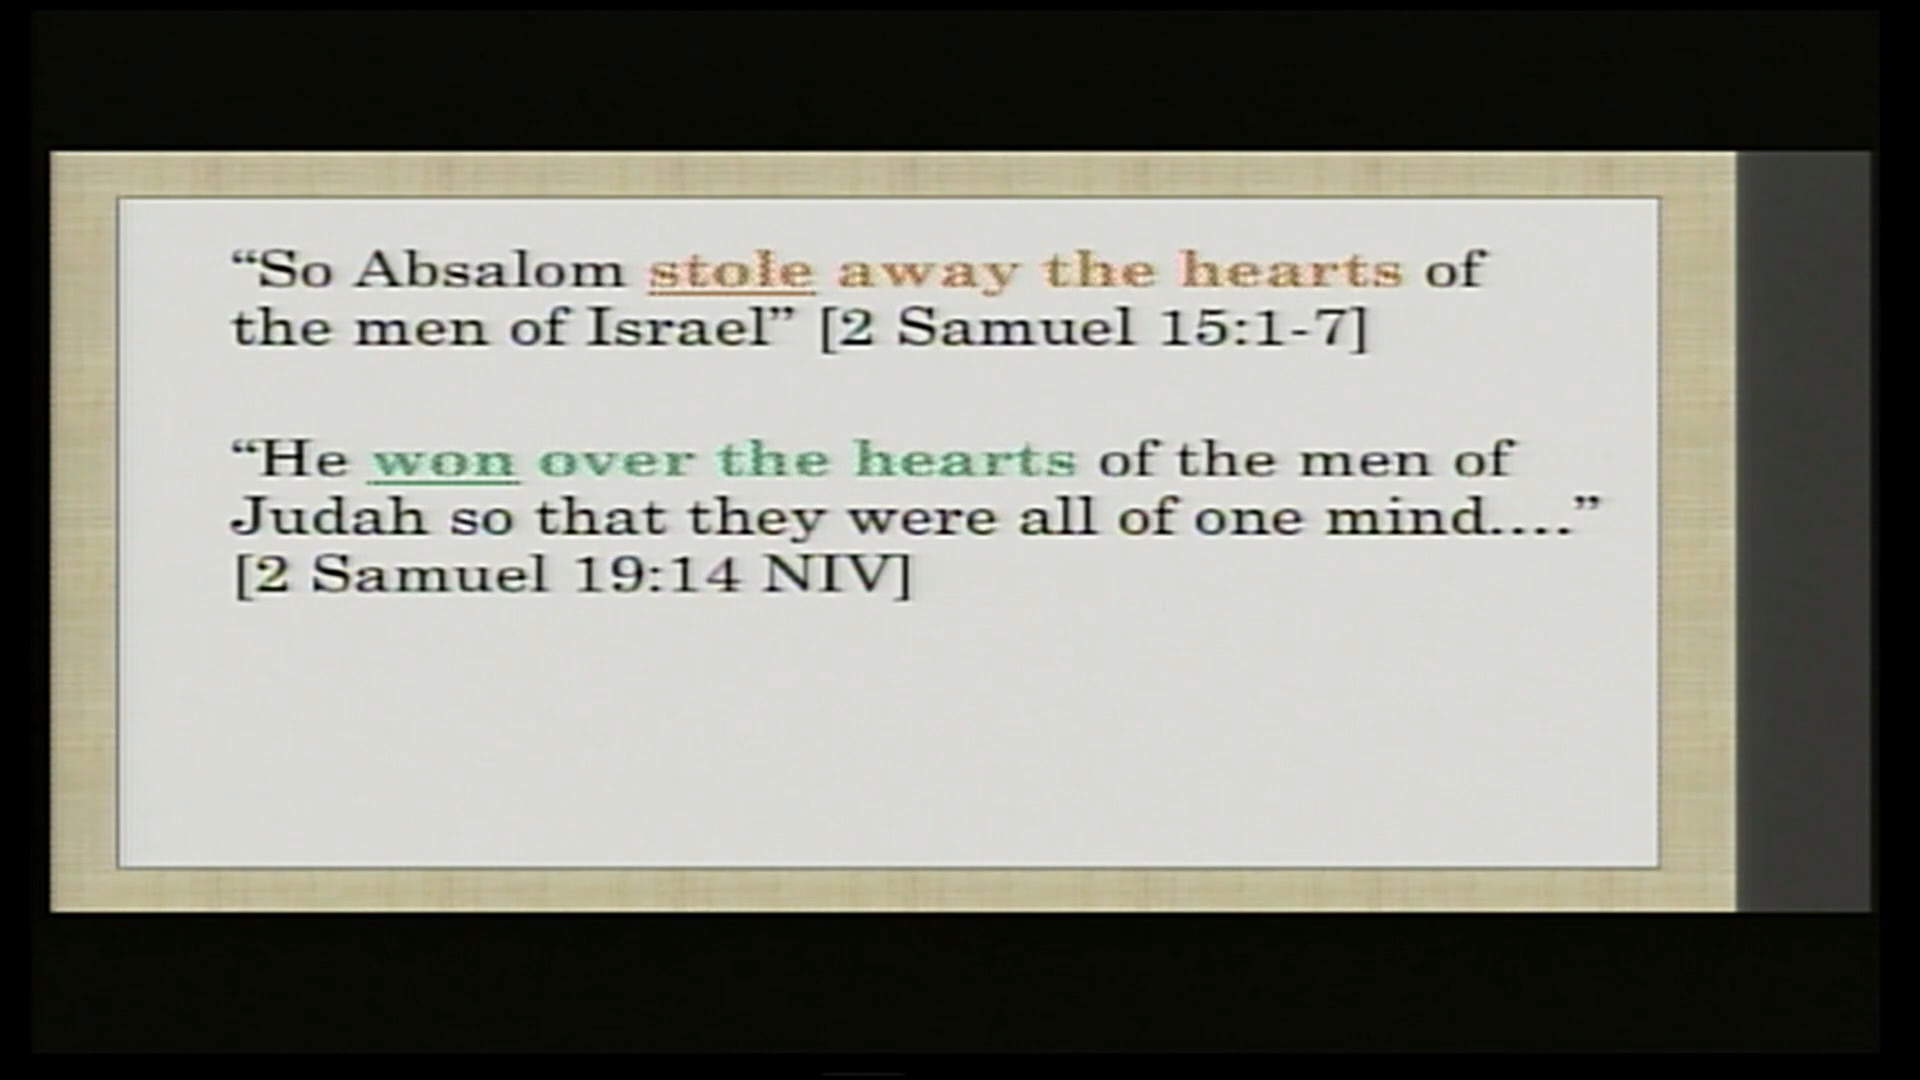 “So Absalom stole away the hearts of
the men of Israel” [2 Samuel 15:1-7]
“He won over the hearts of the men of
Judah so that they were all of one mind....”
[2 Samuel 19:14 NIV]